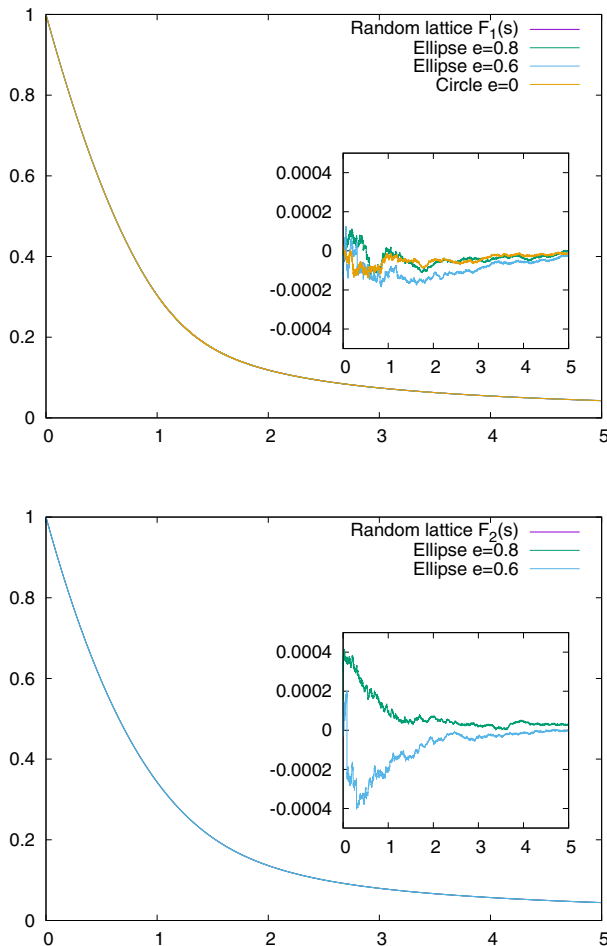 1
Random lattice F₁(s)
Ellipse e=0.8
Ellipse e=0.6
Circle e=0
0.8
0.6
0.4
0.2
0
0.0004
0.0002
0
-0.0002
-0.0004
0 1 2 3 4 5
0 1 2 3 4 5
1
Random lattice F₂(s)
Ellipse e=0.8
Ellipse e=0.6
0.8
0.6
0.4
0.2
0
0.0004
0.0002
0
-0.0002
-0.0004
0 1 2 3 4 5
0 1 2 3 4 5